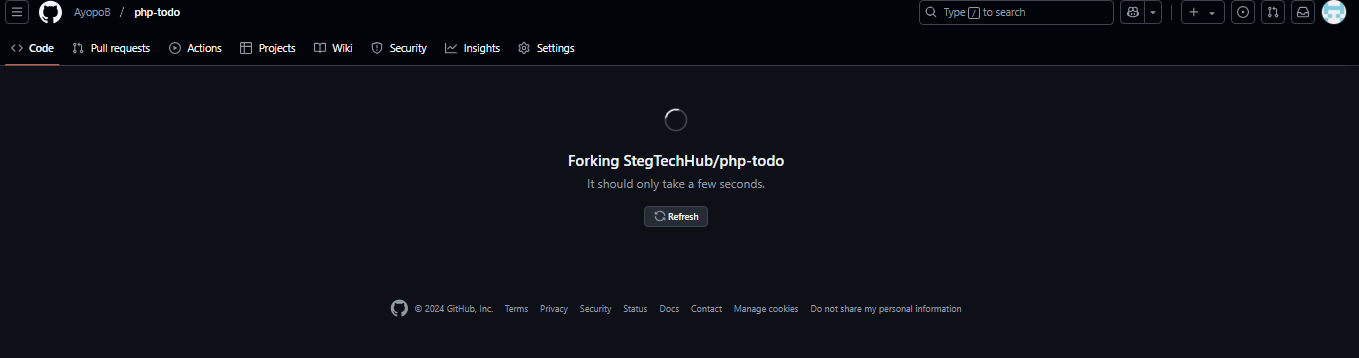 AyopoB / php-todo
Type / to search
Code Pull requests Actions Projects Wiki Security Insights Settings
Forking StegTechHub/php-todo
It should only take a few seconds.
Refresh
© 2024 GitHub, Inc. Terms Privacy Security Status Docs Contact Manage cookies Do not share my personal information